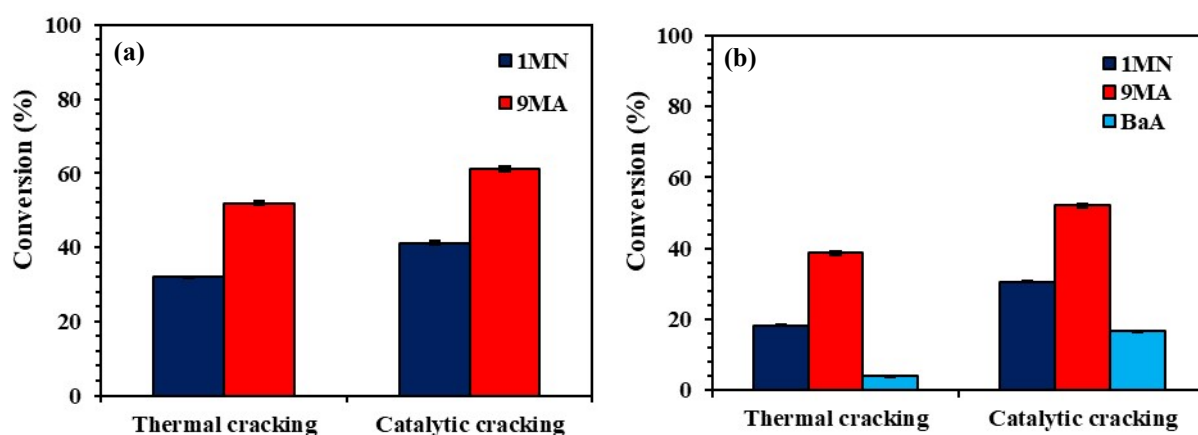 (a)
1MN
9MA
Conversion (%)
100
80
60
40
20
0
Thermal cracking
Catalytic cracking
(b)
1MN
9MA
BaA
Conversion (%)
100
80
60
40
20
0
Thermal cracking
Catalytic cracking